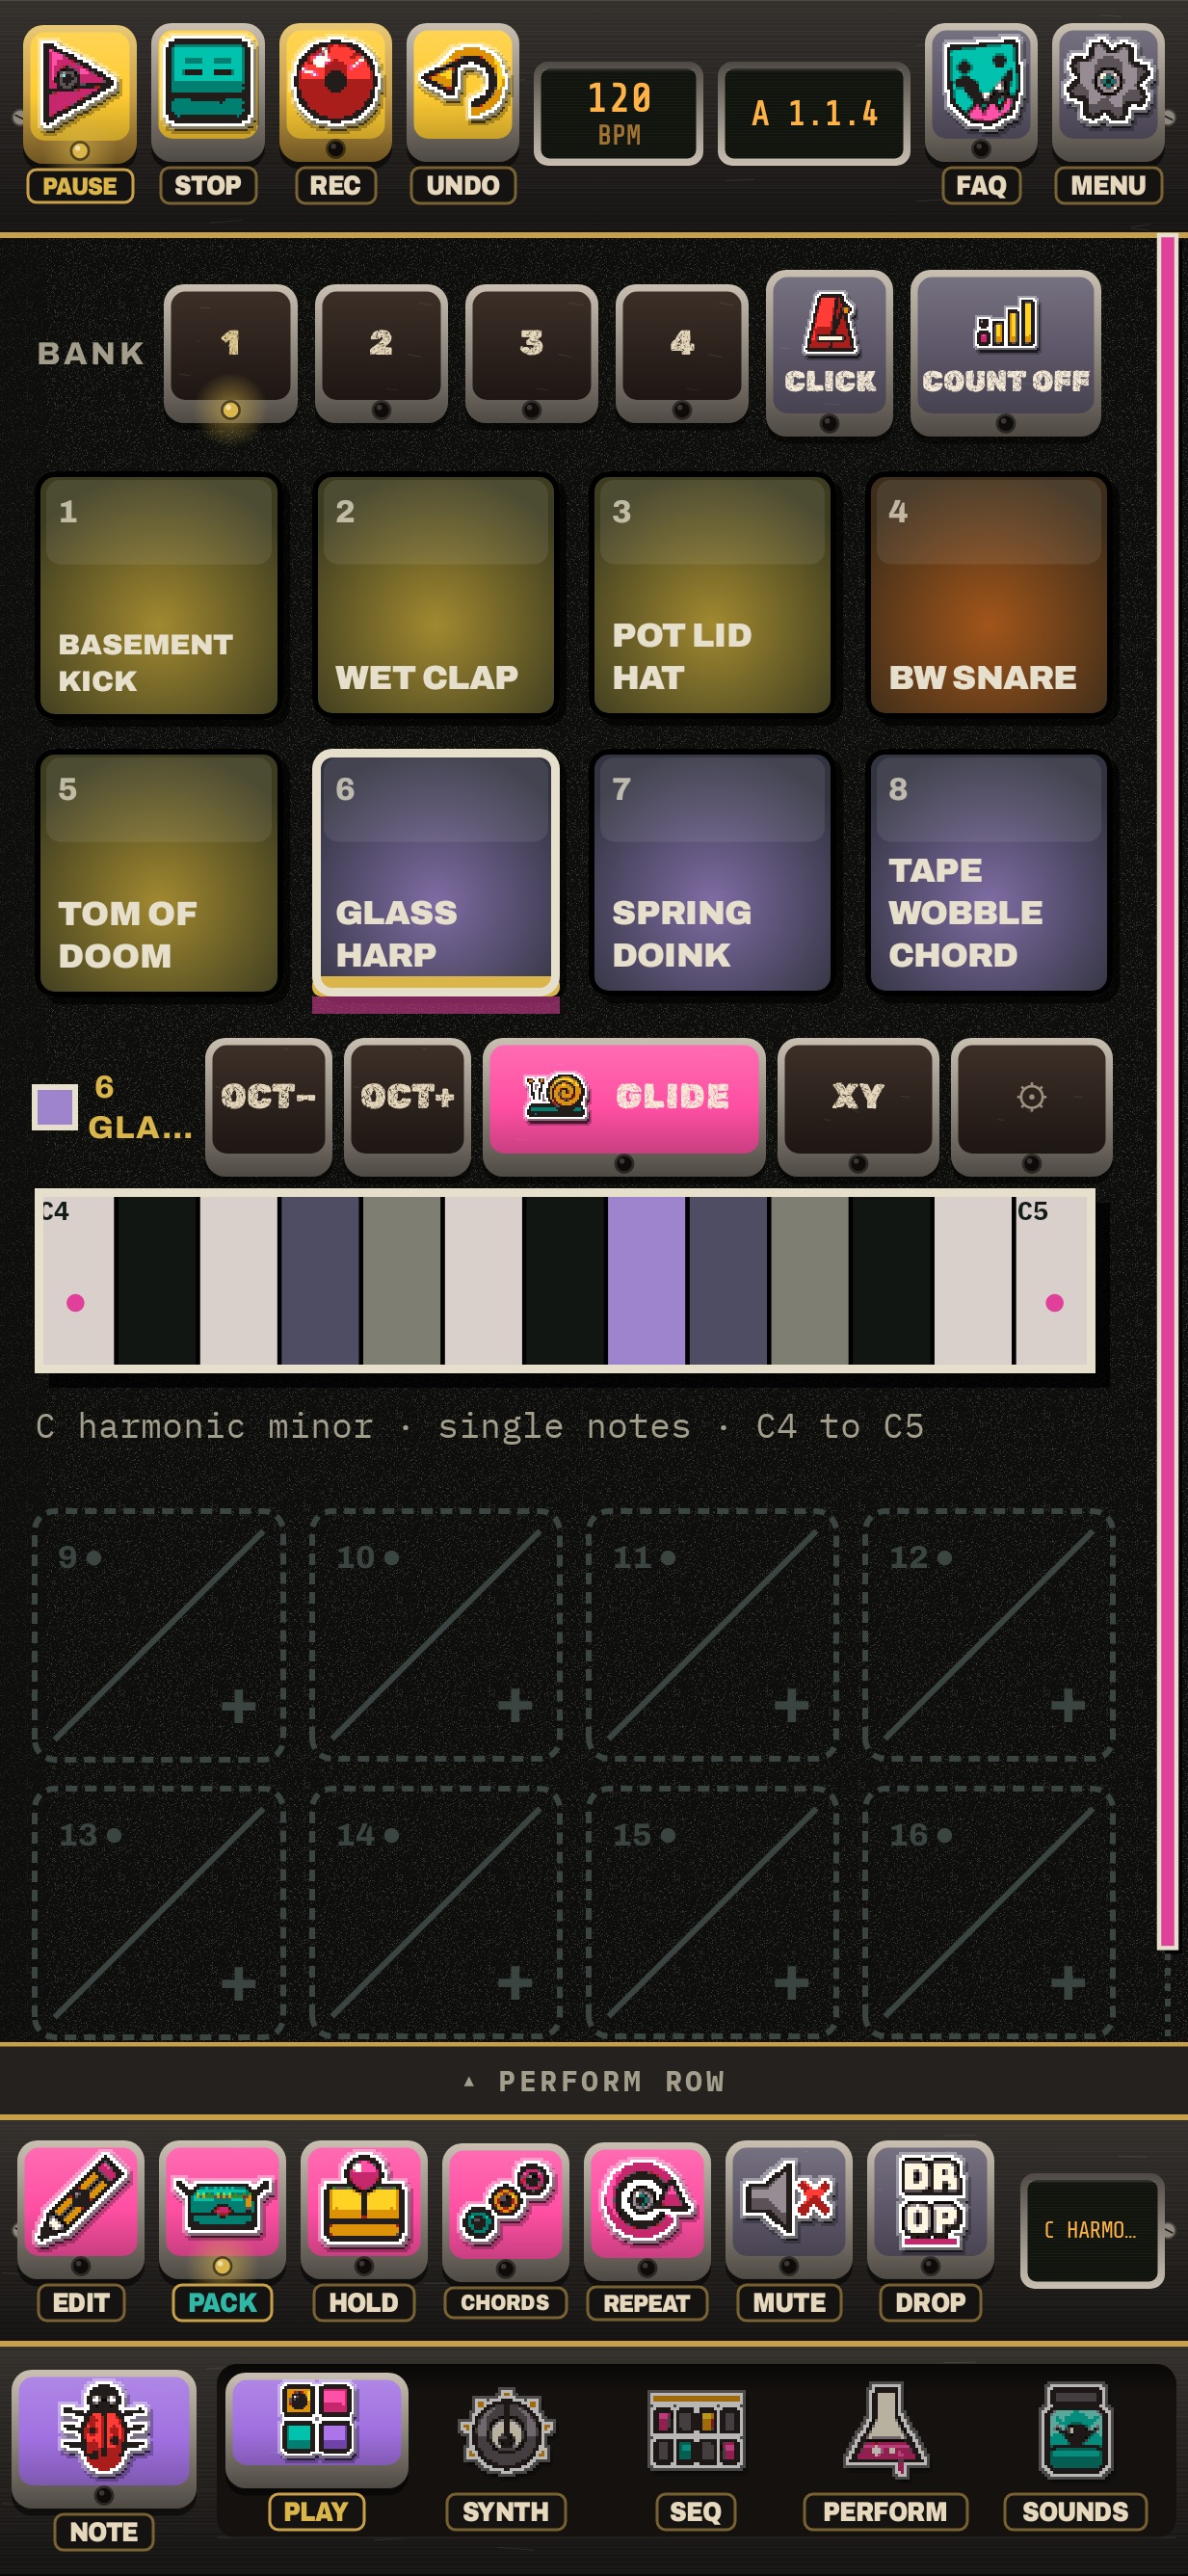 120
BPM
A 1.1.4
PAUSE
STOP
REC
UNDO
FAQ
MENU
BANK
1
2
3
4
CLICK
COUNT OFF
1
BASEMENT
KICK
2
WET CLAP
3
POT LID
HAT
4
BW SNARE
5
TOM OF
DOOM
6
GLASS
HARP
7
SPRING
DOINK
8
TAPE
WOBBLE
CHORD
6
GLA…
OCT-
OCT+
GLIDE
XY
C4
C5
C harmonic minor · single notes · C4 to C5
9
10
11
12
13
14
15
16
▲ PERFORM ROW
DR
OP
C HARMO…
EDIT
PACK
HOLD
CHORDS
REPEAT
MUTE
DROP
NOTE
PLAY
SYNTH
SEQ
PERFORM
SOUNDS